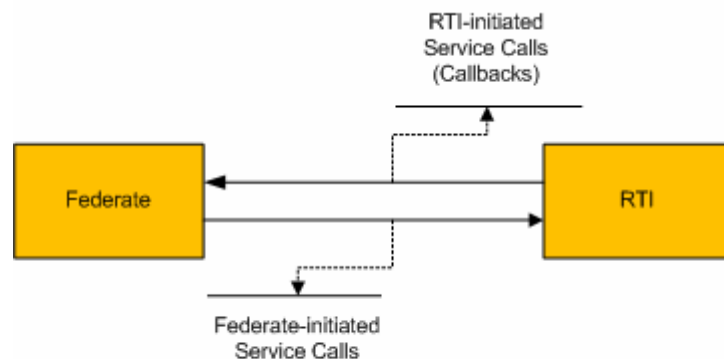 RTI-initiated
Service Calls
(Callbacks)
Federate
RTI
Federate-initiated
Service Calls